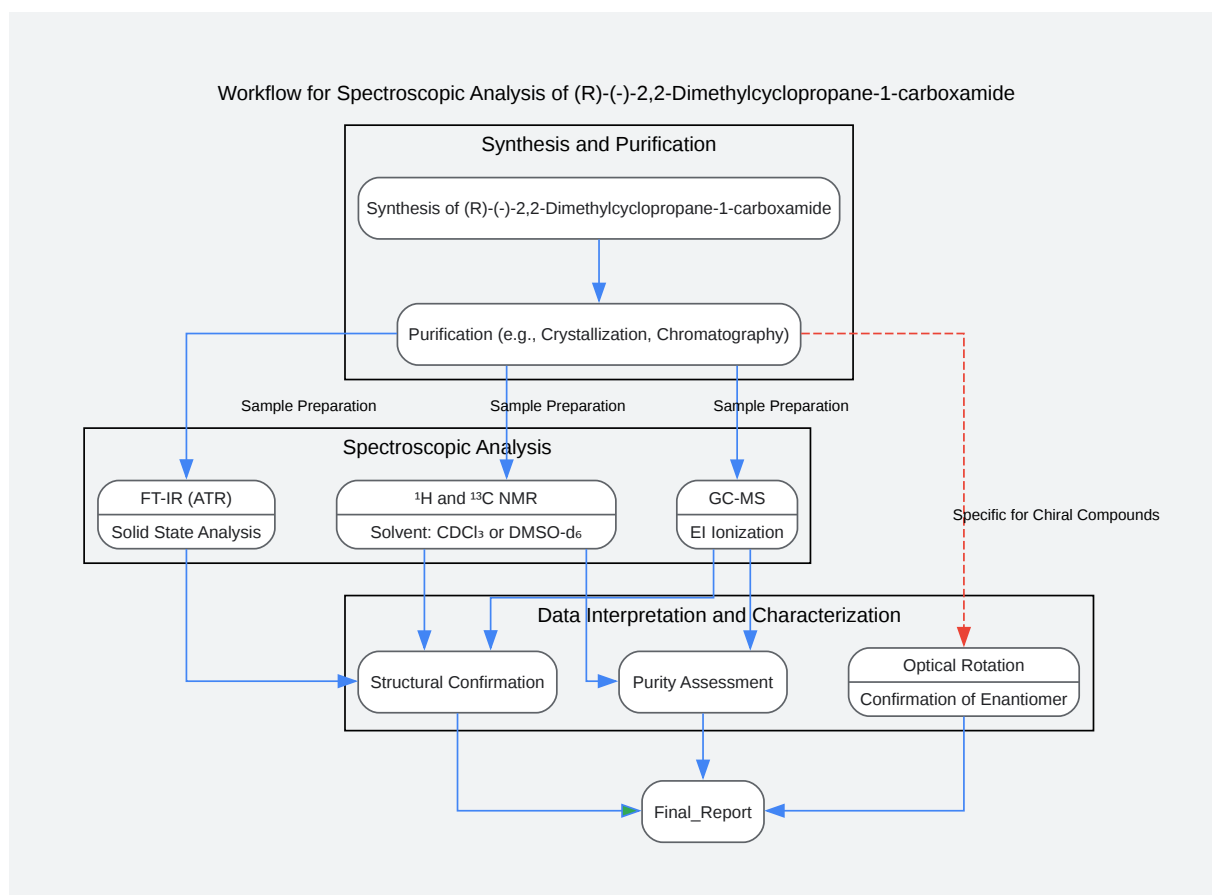 Workflow for Spectroscopic Analysis of (R)-(-)-2,2-Dimethylcyclopropane-1-carboxamide
Synthesis and Purification
Synthesis of (R)-(-)-2,2-Dimethylcyclopropane-1-carboxamide
Purification (e.g., Crystallization, Chromatography)
Sample Preparation
Sample Preparation
Sample Preparation
Spectroscopic Analysis
FT-IR (ATR)
Solid State Analysis
¹H and ¹³C NMR
Solvent: CDCl₃ or DMSO-d₆
GC-MS
EI Ionization
Specific for Chiral Compounds
Data Interpretation and Characterization
Structural Confirmation
Purity Assessment
Optical Rotation
Confirmation of Enantiomer
Final_Report